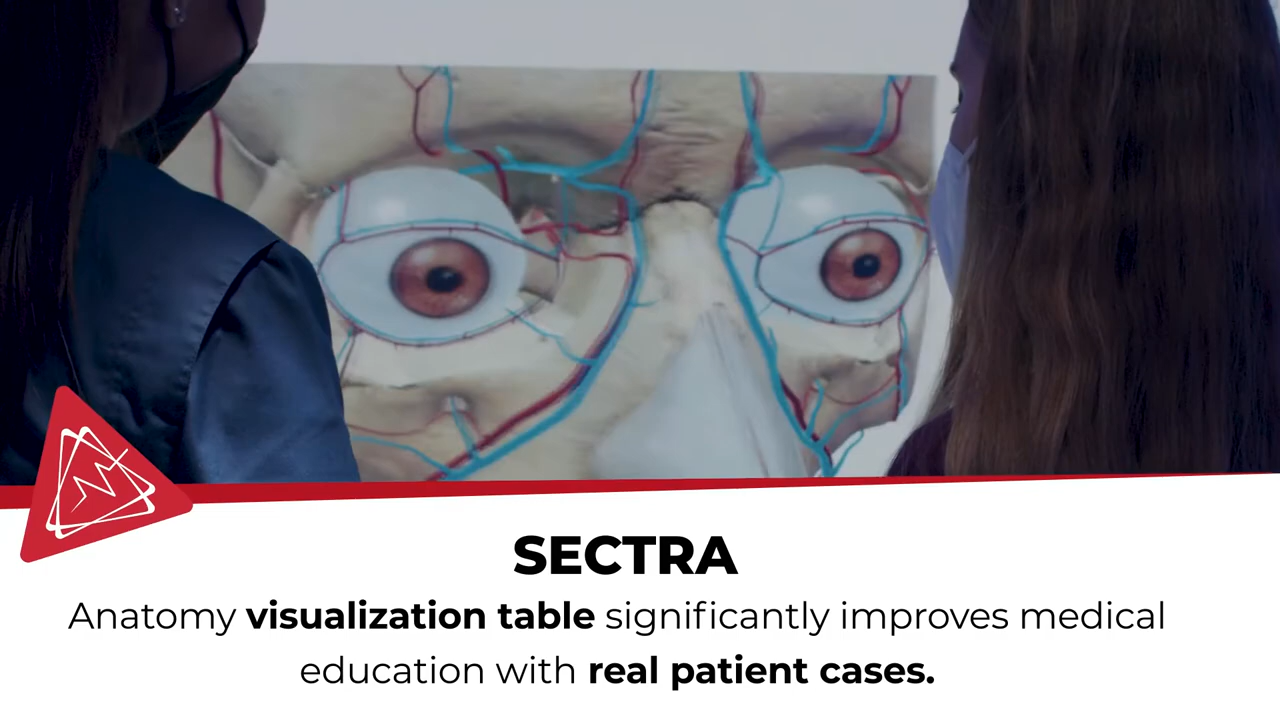 SECTRA
Anatomy visualization table significantly improves medical
education with real patient cases.